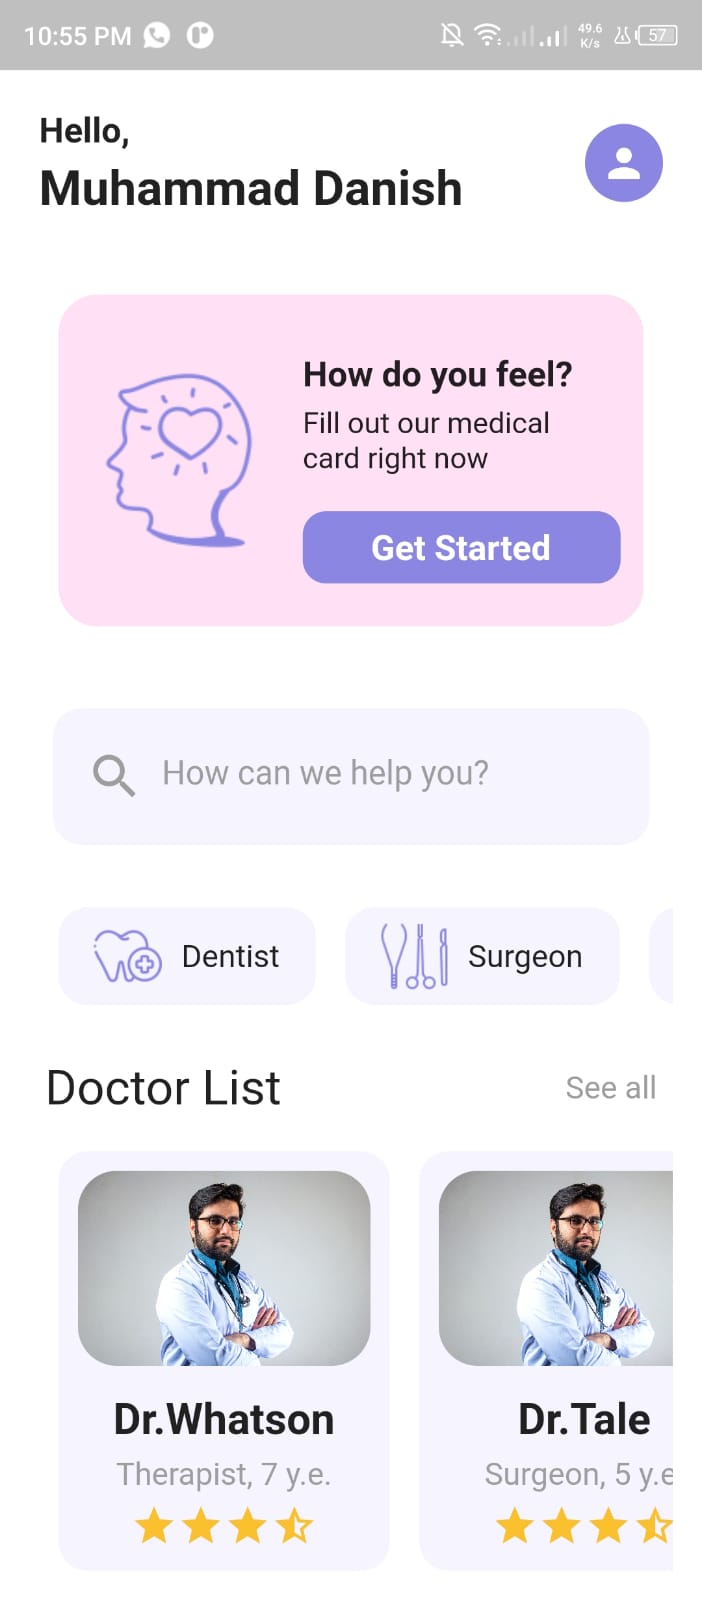 10:55 PM 49.6 K/s 57
Hello,
Muhammad Danish
How do you feel?
Fill out our medical
card right now
Get Started
How can we help you?
Dentist Surgeon
Doctor List See all
Dr.Whatson Dr.Tale
Therapist, 7 y.e. Surgeon, 5 y.e